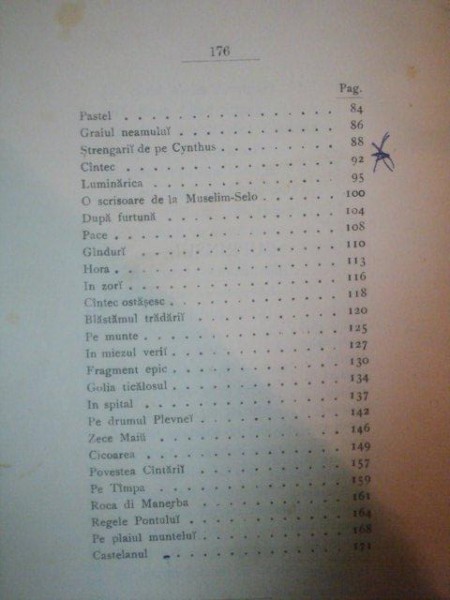 176
Pag.
Pastel . . . . . . . . . . . . . 84
Graiul neamuluĭ . . . . . . . . . . 86
Ștrengariĭ de pe Cynthus . . . . . . . 88
Cîntec . . . . . . . . . . . . . 92
Luminărica . . . . . . . . . . . . 95
O scrisoare de la Muselim-Selo . . . . . 100
După furtună . . . . . . . . . . . 104
Pace . . . . . . . . . . . . . . 108
Gîndurĭ . . . . . . . . . . . . . 110
Hora . . . . . . . . . . . . . . 113
In zorĭ . . . . . . . . . . . . . 116
Cîntec ostășesc . . . . . . . . . . 118
Blăstămul trădăriĭ . . . . . . . . . 120
Pe munte . . . . . . . . . . . . . 125
In miezul veriĭ . . . . . . . . . . 127
Fragment epic . . . . . . . . . . . 130
Golia ticălosul . . . . . . . . . . 134
In spital . . . . . . . . . . . . 137
Pe drumul Plevneĭ . . . . . . . . . 142
Zece Maiŭ . . . . . . . . . . . . 146
Cicoarea . . . . . . . . . . . . . 149
Povestea Cîntăriĭ . . . . . . . . . 157
Pe Tîmpa . . . . . . . . . . . . . 159
Roca di Manerba . . . . . . . . . . 161
Regele Pontuluĭ . . . . . . . . . . 164
Pe plaiul munteluĭ . . . . . . . . . 168
Castelanul . . . . . . . . . . . . 171